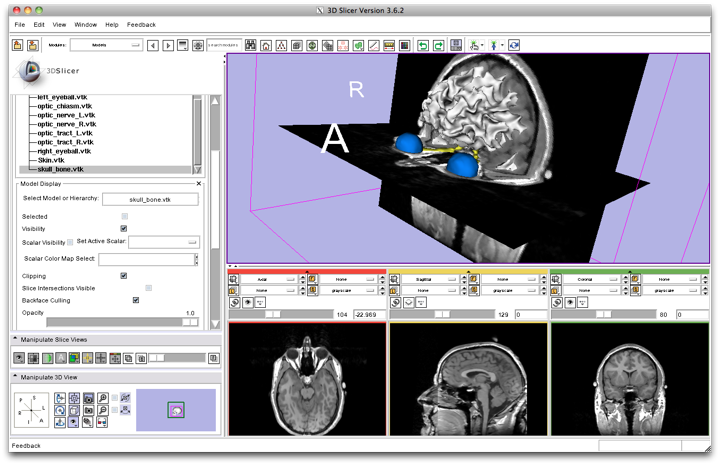 3D Slicer Version 3.6.2
File Edit View Window Help Feedback
Modules: Models
3DSlicer
left_eyeball.vtk
optic_chiasm.vtk
optic_nerve_L.vtk
optic_nerve_R.vtk
optic_tract_L.vtk
optic_tract_R.vtk
right_eyeball.vtk
Skin.vtk
skull_bone.vtk
Model Display
Select Model or Hierarchy: skull_bone.vtk
Selected
Visibility
Scalar Visibility Set Active Scalar:
Scalar Color Map Select:
Clipping
Slice Intersections Visible
Backface Culling
Opacity 1.0
Manipulate Slice Views
Manipulate 3D View
P S
R L
I A
R
A
Axial None Sagittal None Coronal None
None grayscale None grayscale None grayscale
104 -22.969 129 0 80 0
Feedback